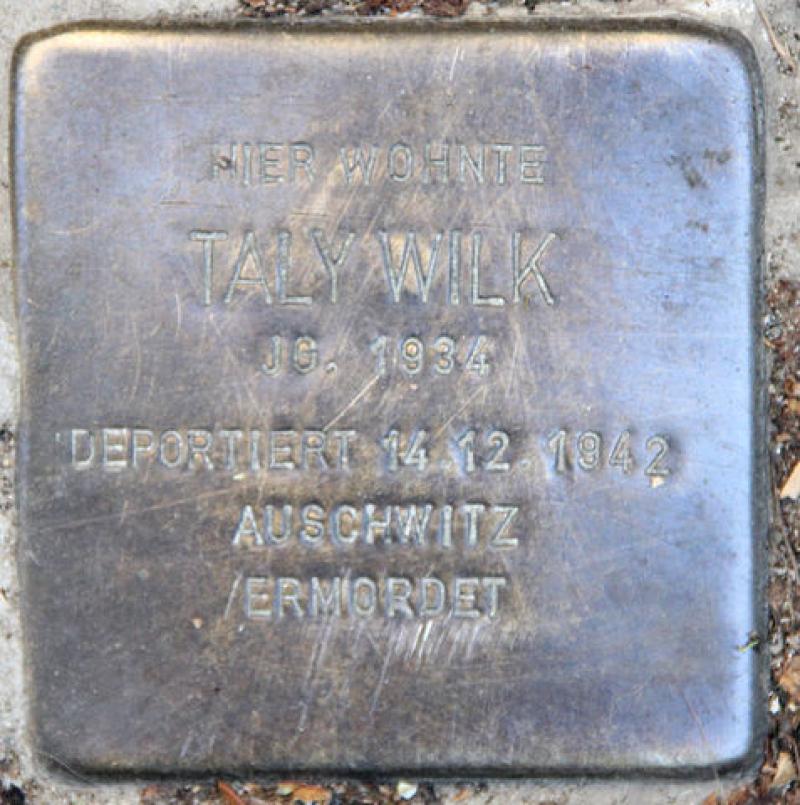 HIER WOHNTE
TALY WILK
JG. 1934
DEPORTIERT 14.12.1942
AUSCHWITZ
ERMORDET